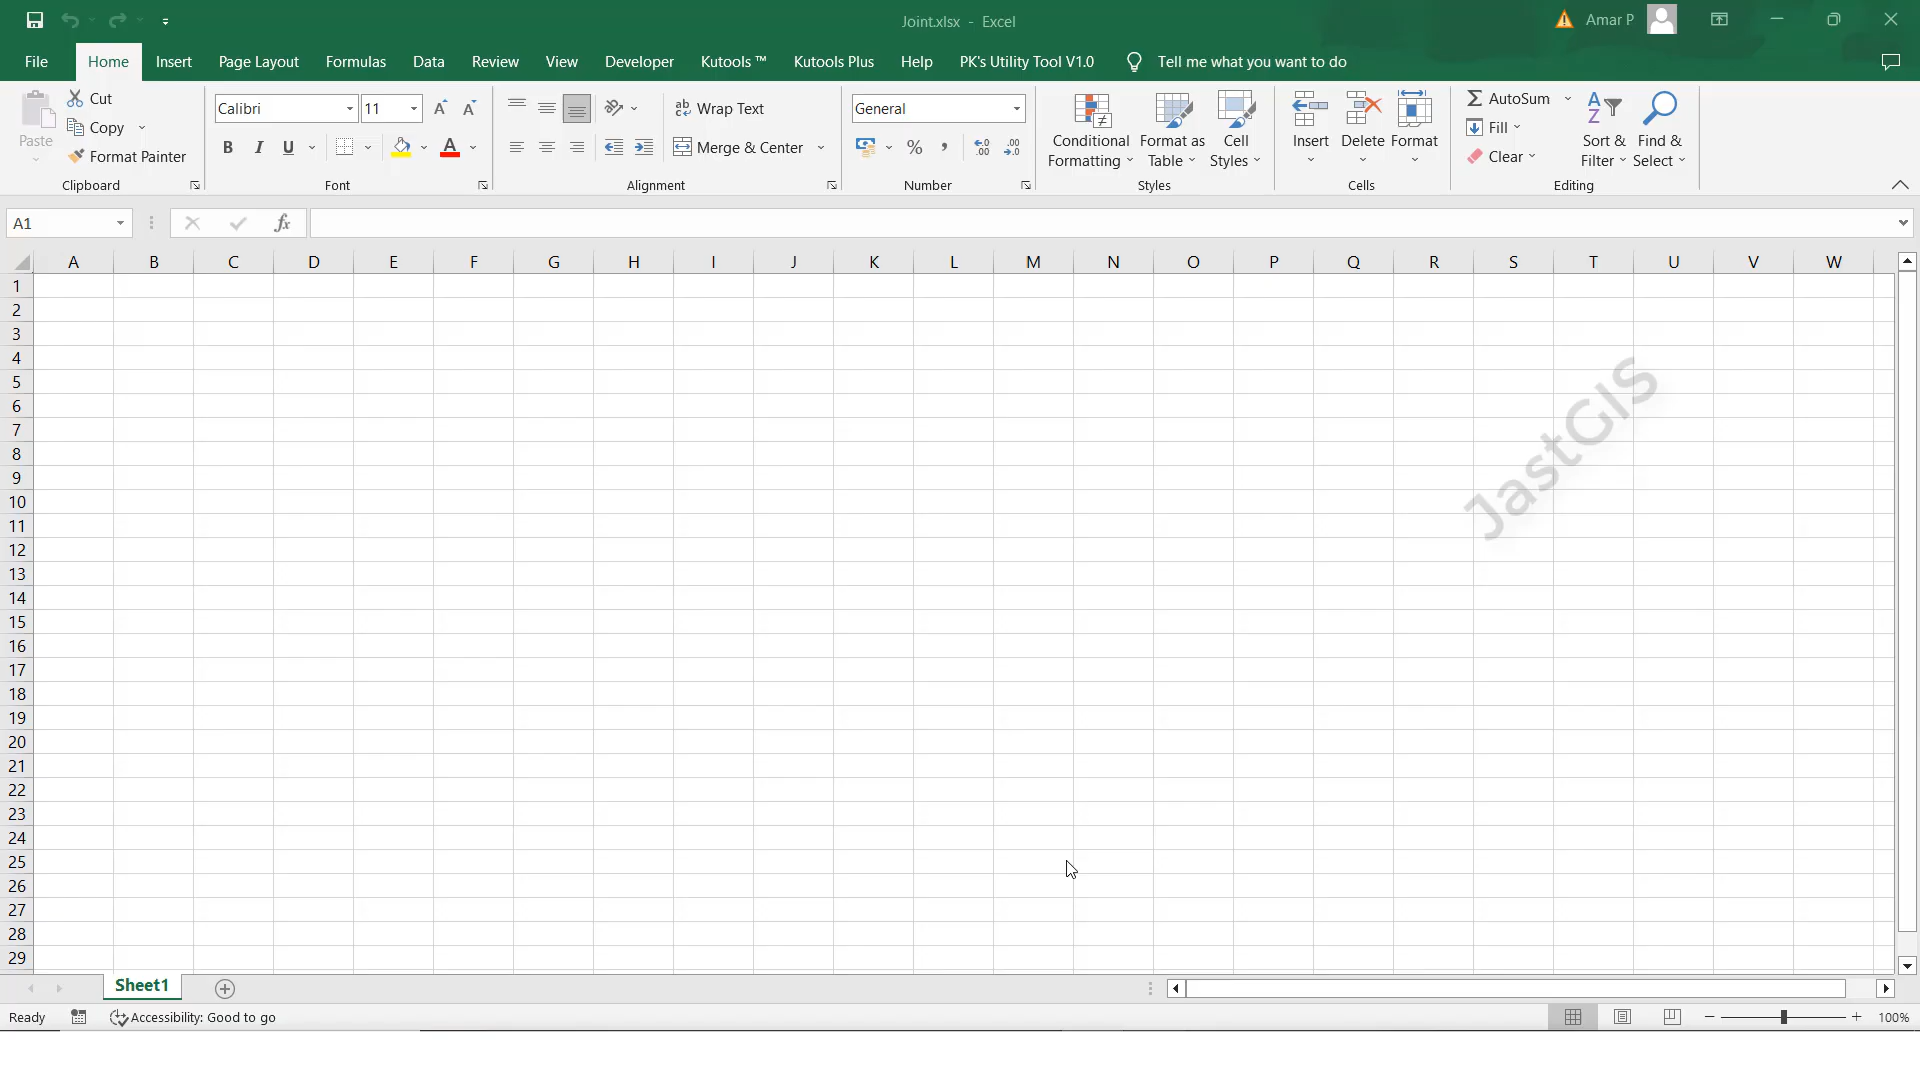 Joint.xlsx - Excel
Amar P
File Home Insert Page Layout Formulas Data Review View Developer Kutools ™ Kutools Plus Help PK's Utility Tool V1.0 Tell me what you want to do
Paste
Cut
Copy
Format Painter
Clipboard
Calibri 11
B I U
Font
Wrap Text
Merge & Center
Alignment
General
Number
Conditional Formatting
Format as Table
Cell Styles
Styles
Insert Delete Format
Cells
AutoSum
Fill
Clear
Sort & Filter
Find & Select
Editing
A1 fx
A B C D E F G H I J K L M N O P Q R S T U V W
1
2
3
4
5
6
7
8
9
10
11
12
13
14
15
16
17
18
19
20
21
22
23
24
25
26
27
28
29
JastGIS
Sheet1
Ready Accessibility: Good to go 100%